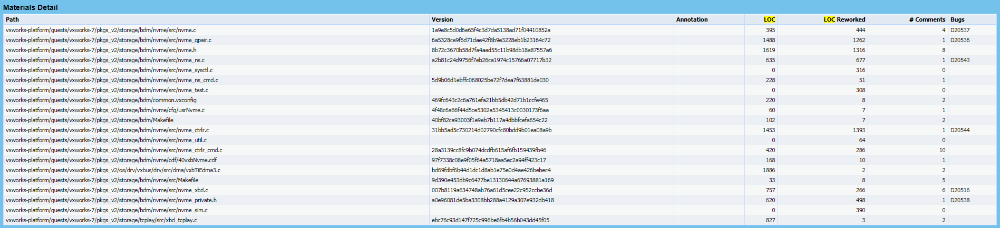 Materials Detail
Path Version Annotation LOC LOC Reworked # Comments Bugs
vxworks-platform/guests/vxworks-7/pkgs_v2/storage/bdm/nvme/src/nvme.c 1a9e8c5d0d6e65f4c3d7da5138ad71f04410852a 395 444 4 D20537
vxworks-platform/guests/vxworks-7/pkgs_v2/storage/bdm/nvme/src/nvme_qpair.c 6a5328ce9f6d71dae42f8b9e3228eb1b23164c72 1488 1262 1 D20536
vxworks-platform/guests/vxworks-7/pkgs_v2/storage/bdm/nvme/src/nvme.h 8b72c3670b58d7fa4aad55c11b98db18a87557a6 1619 1316 8
vxworks-platform/guests/vxworks-7/pkgs_v2/storage/bdm/nvme/src/nvme_ns.c a2b81c24d9756f7eb26ca1974c15766a07717b32 635 677 1 D20543
vxworks-platform/guests/vxworks-7/pkgs_v2/storage/bdm/nvme/src/nvme_sysctl.c 0 316 0
vxworks-platform/guests/vxworks-7/pkgs_v2/storage/bdm/nvme/src/nvme_ns_cmd.c 5d9b06d1ebffc068025be72f7dea7f63881de030 228 51 1
vxworks-platform/guests/vxworks-7/pkgs_v2/storage/bdm/nvme/src/nvme_test.c 0 308 0
vxworks-platform/guests/vxworks-7/pkgs_v2/storage/bdm/common.vxconfig 469fc643c2c6a761efa21bb5db42d71b1ccfe465 220 8 2
vxworks-platform/guests/vxworks-7/pkgs_v2/storage/bdm/nvme/cfg/usrNvme.c 4f48c6a66f44d5ce5302a5345413c0030173f6aa 60 7 1
vxworks-platform/guests/vxworks-7/pkgs_v2/storage/bdm/Makefile 40bf82ca93003f1e9eb7b117a4dbbfcefa654c22 102 7 2
vxworks-platform/guests/vxworks-7/pkgs_v2/storage/bdm/nvme/src/nvme_ctrlr.c 31bb5ad5c730214d02790cfc80bdd9b01ea08a9b 1453 1393 1 D20544
vxworks-platform/guests/vxworks-7/pkgs_v2/storage/bdm/nvme/src/nvme_util.c 0 64 0
vxworks-platform/guests/vxworks-7/pkgs_v2/storage/bdm/nvme/src/nvme_ctrlr_cmd.c 28a3139cc8fc9b074dcdfb615af6fb159439fb46 420 286 10
vxworks-platform/guests/vxworks-7/pkgs_v2/storage/bdm/nvme/cdf/40vxbNvme.cdf 97f7338c08e9f05f64a5718aa5ec2a94ff423c17 168 10 1
vxworks-platform/guests/vxworks-7/pkgs_v2/os/drv/vxbus/drv/src/dma/vxbTiEdma3.c bd69fdbf6b44d1dc1d8ab1e75e0d4ae426bebec4 1886 2 2
vxworks-platform/guests/vxworks-7/pkgs_v2/storage/bdm/nvme/src/Makefile 9d390e453db9c6477be13130644a67693881a169 33 8 5
vxworks-platform/guests/vxworks-7/pkgs_v2/storage/bdm/nvme/src/nvme_xbd.c 007b8119a634748ab76a61d5cee22c952ccbe36d 757 266 6 D20516
vxworks-platform/guests/vxworks-7/pkgs_v2/storage/bdm/nvme/src/nvme_private.h a0e96081de5ba3308bb288a4129a307e932db418 620 498 1 D20538
vxworks-platform/guests/vxworks-7/pkgs_v2/storage/bdm/nvme/src/nvme_sim.c 0 390 0
vxworks-platform/guests/vxworks-7/pkgs_v2/storage/tcplay/src/xbd_tcplay.c ebc76c93d147f725c996be6fb4b56b043dd45f05 827 3 2